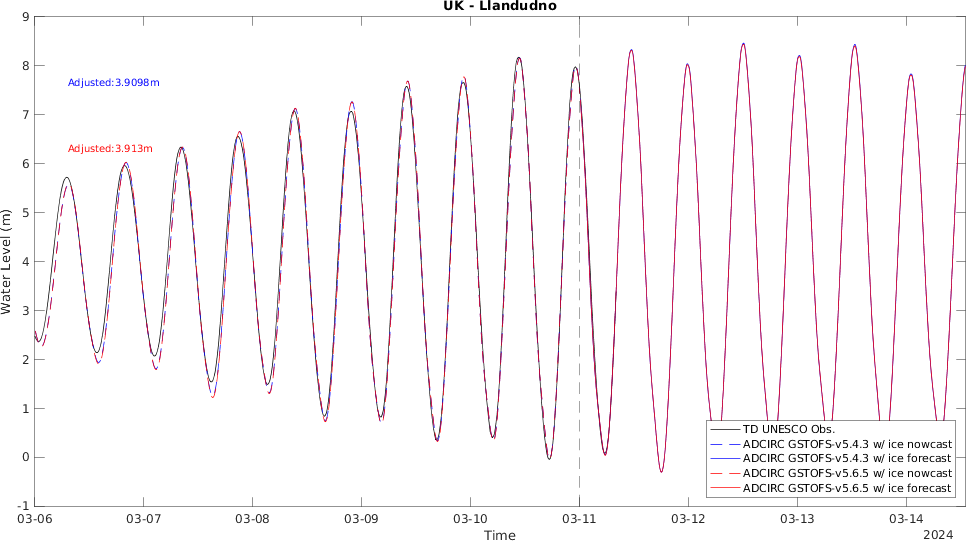 UK - Llandudno
9
8
7
6
5
4
3
2
1
0
-1
Water Level (m)
Adjusted:3.9098m
Adjusted:3.913m
TD UNESCO Obs.
ADCIRC GSTOFS-v5.4.3 w/ ice nowcast
ADCIRC GSTOFS-v5.4.3 w/ ice forecast
ADCIRC GSTOFS-v5.6.5 w/ ice nowcast
ADCIRC GSTOFS-v5.6.5 w/ ice forecast
03-06 03-07 03-08 03-09 03-10 03-11 03-12 03-13 03-14
Time
2024